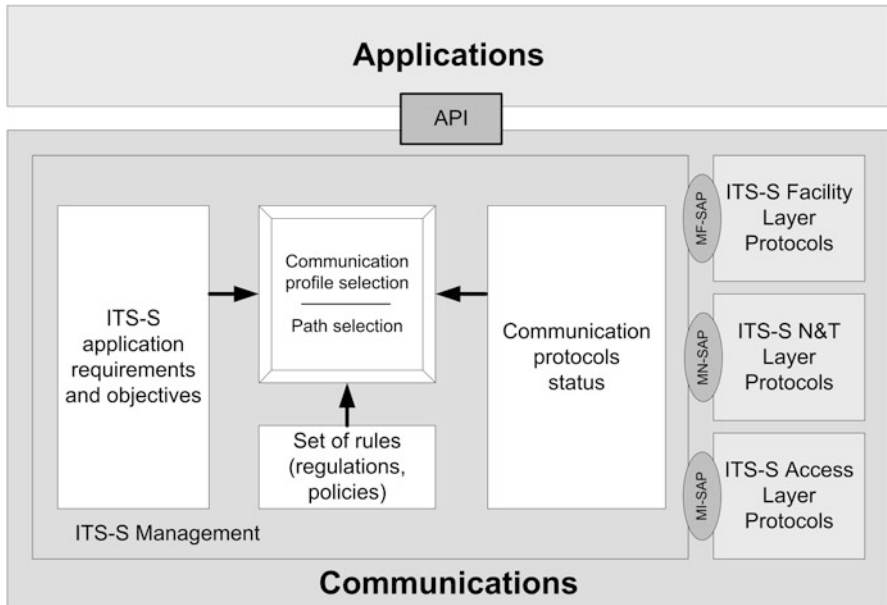 Applications
API
ITS-S
application
requirements
and objectives
Communication
profile selection
Path selection
Set of rules
(regulations,
policies)
Communication
protocols
status
ITS-S Management
MF-SAP
ITS-S Facility
Layer
Protocols
MN-SAP
ITS-S N&T
Layer
Protocols
MI-SAP
ITS-S Access
Layer
Protocols
Communications